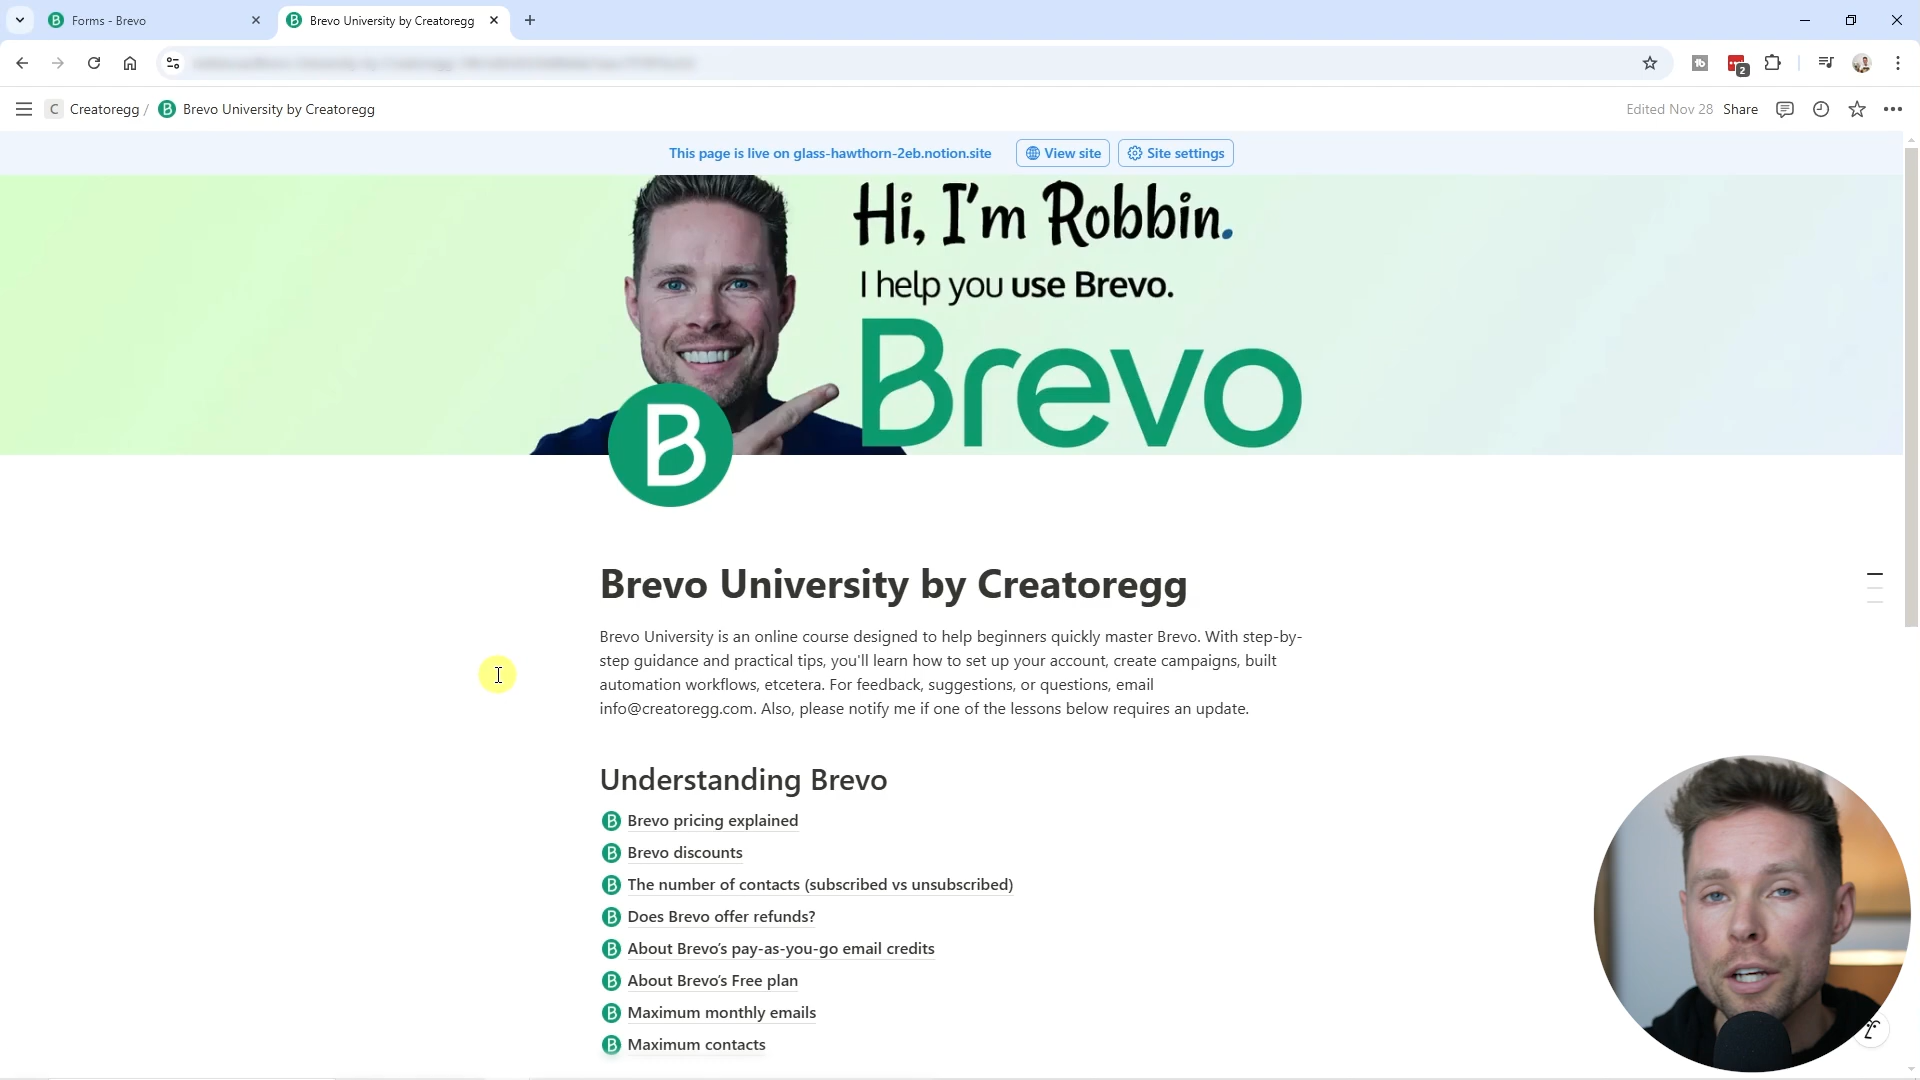 Forms - Brevo
Brevo University by Creatoregg
2
C Creatoregg / Brevo University by Creatoregg
Edited Nov 28 Share
This page is live on glass-hawthorn-2eb.notion.site View site Site settings
Hi, I'm Robbin.
I help you use Brevo.
Brevo
B
Brevo University by Creatoregg
Brevo University is an online course designed to help beginners quickly master Brevo. With step-by-
step guidance and practical tips, you'll learn how to set up your account, create campaigns, built
automation workflows, etcetera. For feedback, suggestions, or questions, email
info@creatoregg.com. Also, please notify me if one of the lessons below requires an update.
Understanding Brevo
Brevo pricing explained
Brevo discounts
The number of contacts (subscribed vs unsubscribed)
Does Brevo offer refunds?
About Brevo's pay-as-you-go email credits
About Brevo's Free plan
Maximum monthly emails
Maximum contacts